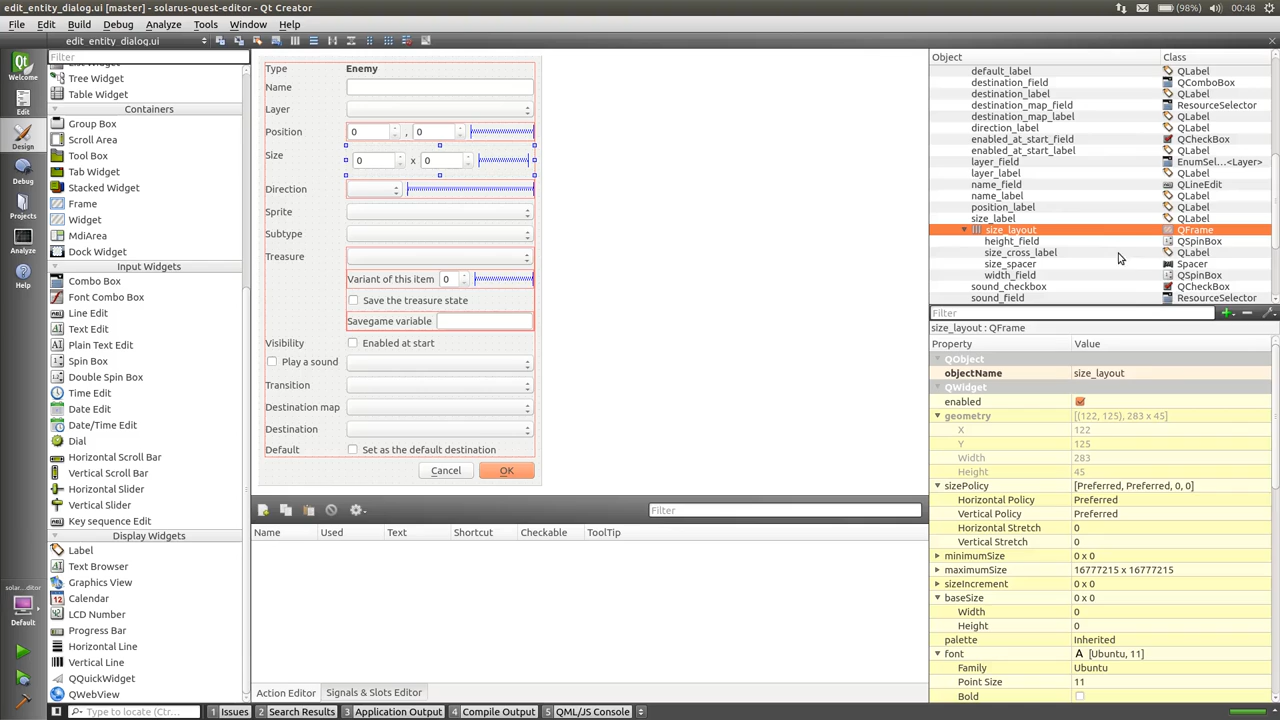 edit_entity_dialog.ui [master] - solarus-quest-editor - Qt Creator
(98%) 00:48
File Edit Build Debug Analyze Tools Window Help
edit_entity_dialog.ui
Welcome
Edit
Design
Debug
Projects
Analyze
Default
Filter
Tree Widget
Table Widget
Containers
Group Box
Scroll Area
Tool Box
Tab Widget
Stacked Widget
Frame
Widget
MdiArea
Dock Widget
Input Widgets
Combo Box
Font Combo Box
Line Edit
Text Edit
Plain Text Edit
Spin Box
Double Spin Box
Time Edit
Date Edit
Date/Time Edit
Dial
Horizontal Scroll Bar
Vertical Scroll Bar
Horizontal Slider
Vertical Slider
Key sequence Edit
Display Widgets
Label
Text Browser
Graphics View
Calendar
LCD Number
Progress Bar
Horizontal Line
Vertical Line
QQuickWidget
QWebView
Type Enemy
Name
Layer
Position 0 , 0
Size 0 x 0
Direction
Sprite
Subtype
Treasure
Variant of this item 0
Save the treasure state
Savegame variable
Visibility Enabled at start
Play a sound
Transition
Destination map
Destination
Default Set as the default destination
Cancel OK
Filter
Name Used Text Shortcut Checkable ToolTip
Action Editor Signals & Slots Editor
Object Class
default_label QLabel
destination_field QComboBox
destination_label QLabel
destination_map_field ResourceSelector
destination_map_label QLabel
direction_label QLabel
enabled_at_start_field QCheckBox
enabled_at_start_label QLabel
layer_field EnumSel...<Layer>
layer_label QLabel
name_field QLineEdit
name_label QLabel
position_label QLabel
size_label QLabel
size_layout QFrame
height_field QSpinBox
size_cross_label QLabel
size_spacer Spacer
width_field QSpinBox
sound_checkbox QCheckBox
sound_field ResourceSelector
Filter
size_layout : QFrame
Property Value
QObject
objectName size_layout
QWidget
enabled
geometry [(122, 125), 283 x 45]
X 122
Y 125
Width 283
Height 45
sizePolicy [Preferred, Preferred, 0, 0]
Horizontal Policy Preferred
Vertical Policy Preferred
Horizontal Stretch 0
Vertical Stretch 0
minimumSize 0 x 0
maximumSize 16777215 x 16777215
sizeIncrement 0 x 0
baseSize 0 x 0
Width 0
Height 0
palette Inherited
font A [Ubuntu, 11]
Family Ubuntu
Point Size 11
Bold
Type to locate (Ctrl... 1 Issues 2 Search Results 3 Application Output 4 Compile Output 5 QML/JS Console